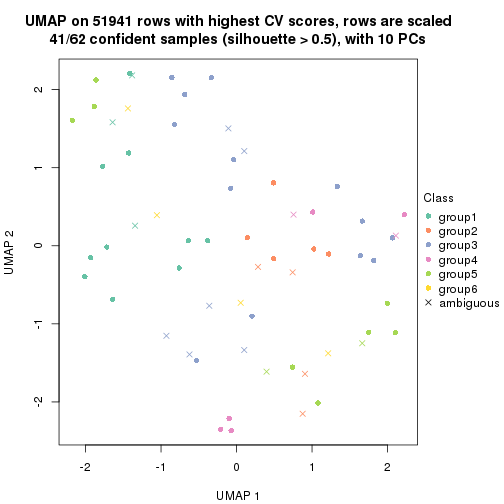 UMAP on 51941 rows with highest CV scores, rows are scaled
41/62 confident samples (silhouette > 0.5), with 10 PCs
2
1
0
-1
-2
UMAP 2
-2
-1
0
1
2
UMAP 1
Class
group1
group2
group3
group4
group5
group6
ambiguous